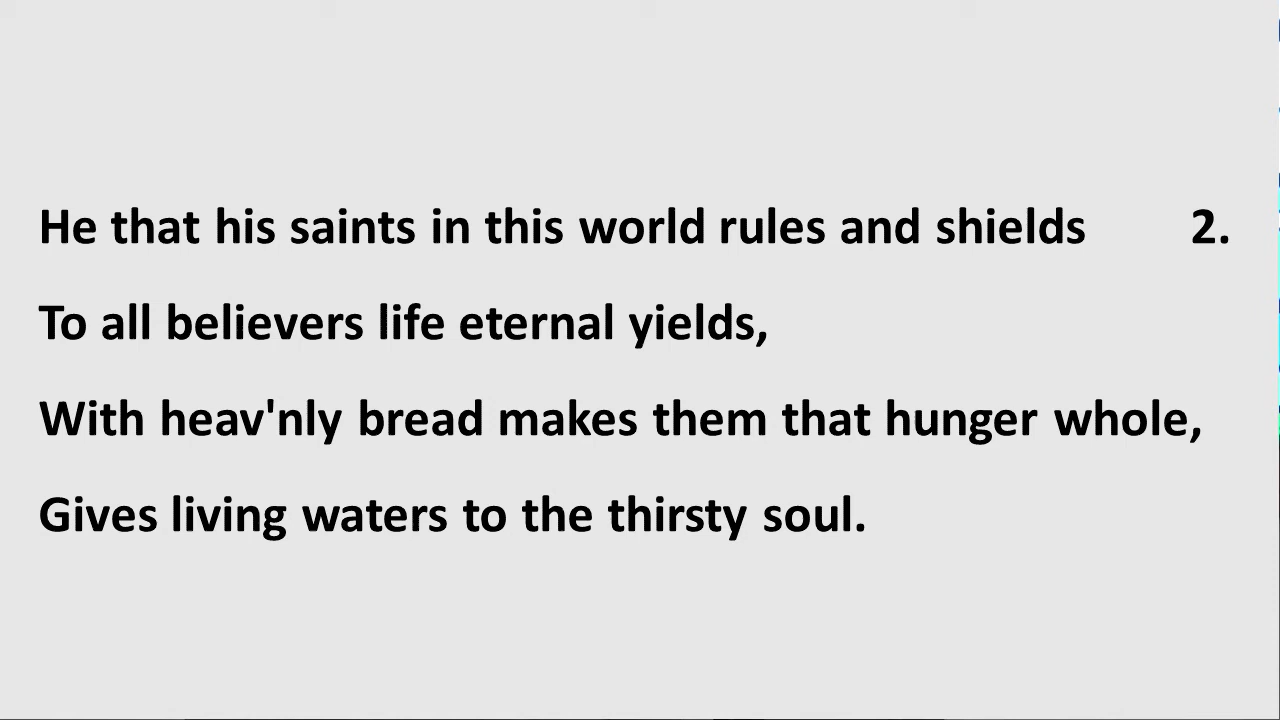 He that his saints in this world rules and shields 2.
To all believers life eternal yields,
With heav'nly bread makes them that hunger whole,
Gives living waters to the thirsty soul.